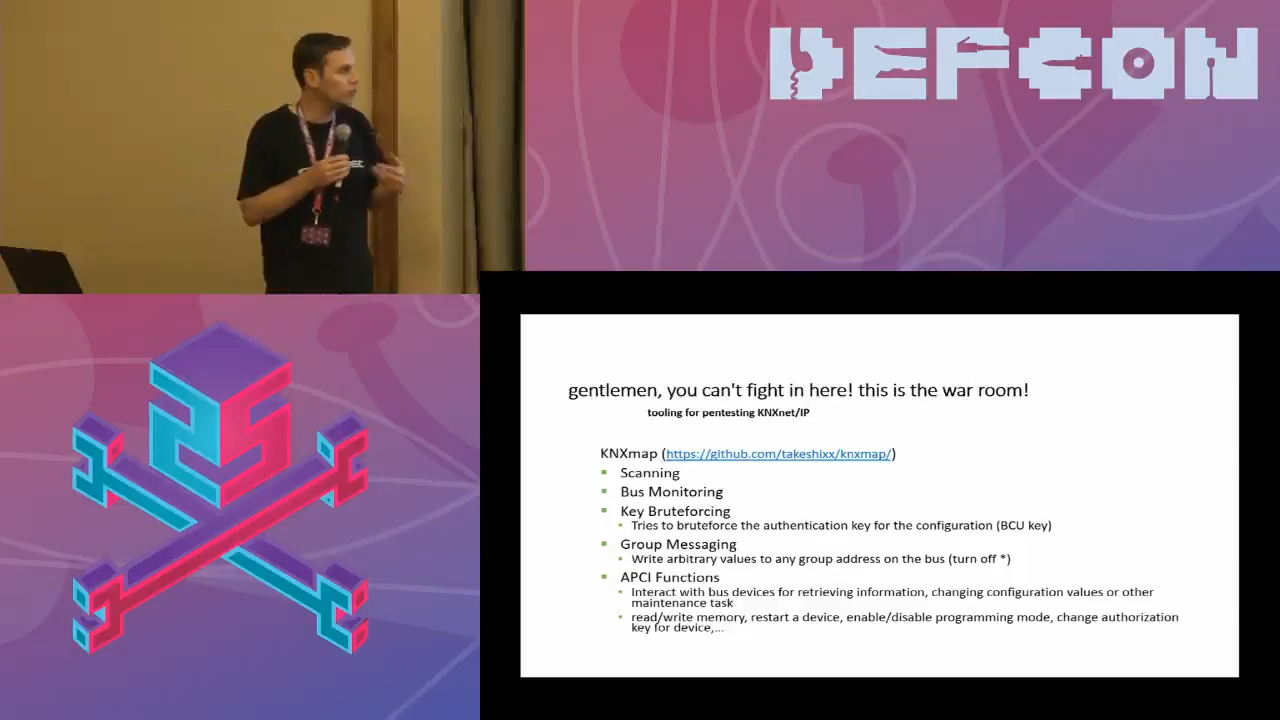 DEFCON
gentlemen, you can't fight in here! this is the war room!
tooling for pentesting KNXnet/IP
KNXmap (https://github.com/takeshixx/knxmap/)
Scanning
Bus Monitoring
Key Bruteforcing
Tries to bruteforce the authentication key for the configuration (BCU key)
Group Messaging
Write arbitrary values to any group address on the bus (turn off *)
APCI Functions
Interact with bus devices for retrieving information, changing configuration values or other
maintenance task
read/write memory, restart a device, enable/disable programming mode, change authorization
key for device,...